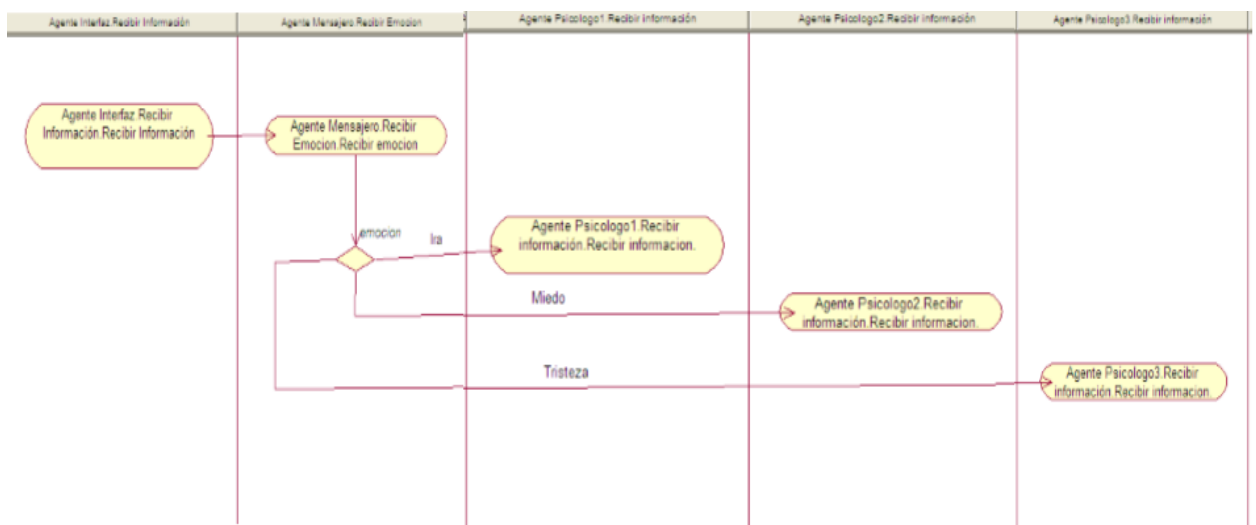 Agente Interfaz.Recibir Información
Agente Mensajero.Recibir Emocion
Agente Psicologo1.Recibir información
Agente Psicologo2.Recibir información
Agente Psicologo3.Recibir información
Agente Interfaz.Recibir
Información.Recibir Información
Agente Mensajero.Recibir
Emocion.Recibir emocion
emocion
Ira
Agente Psicologo1.Recibir
información.Recibir informacion.
Miedo
Agente Psicologo2.Recibir
información.Recibir informacion.
Tristeza
Agente Psicologo3.Recibir
información.Recibir informacion.